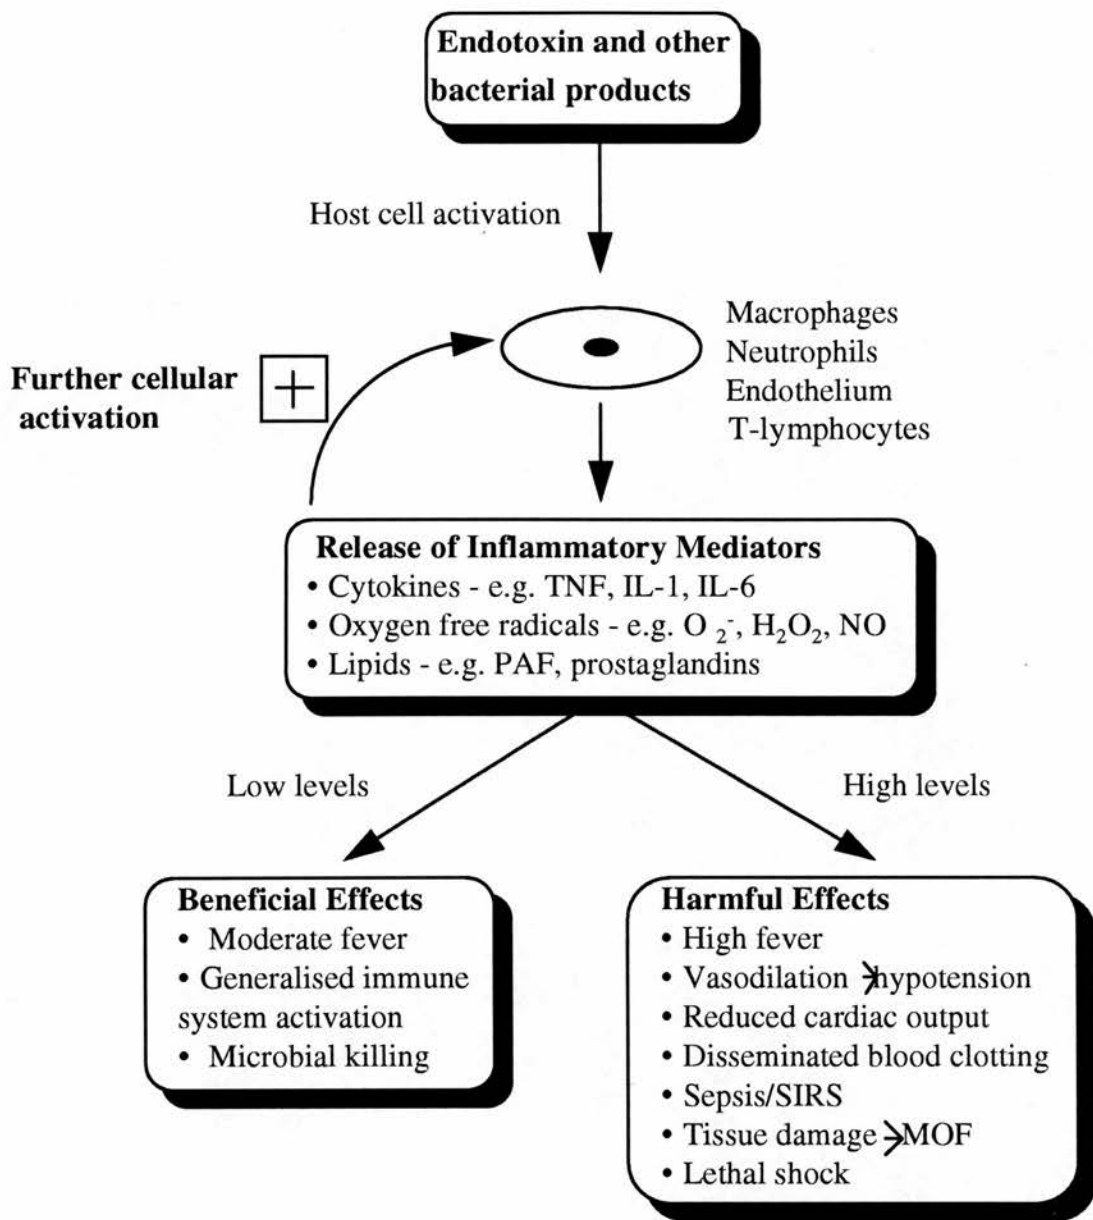 Endotoxin and other
bacterial products
Host cell activation
Macrophages
Neutrophils
Endothelium
T-lymphocytes
Further cellular
activation
+
Release of Inflammatory Mediators
• Cytokines - e.g. TNF, IL-1, IL-6
• Oxygen free radicals - e.g. O ₂⁻, H₂O₂, NO
• Lipids - e.g. PAF, prostaglandins
Low levels
High levels
Beneficial Effects
• Moderate fever
• Generalised immune
system activation
• Microbial killing
Harmful Effects
• High fever
• Vasodilation → hypotension
• Reduced cardiac output
• Disseminated blood clotting
• Sepsis/SIRS
• Tissue damage → MOF
• Lethal shock